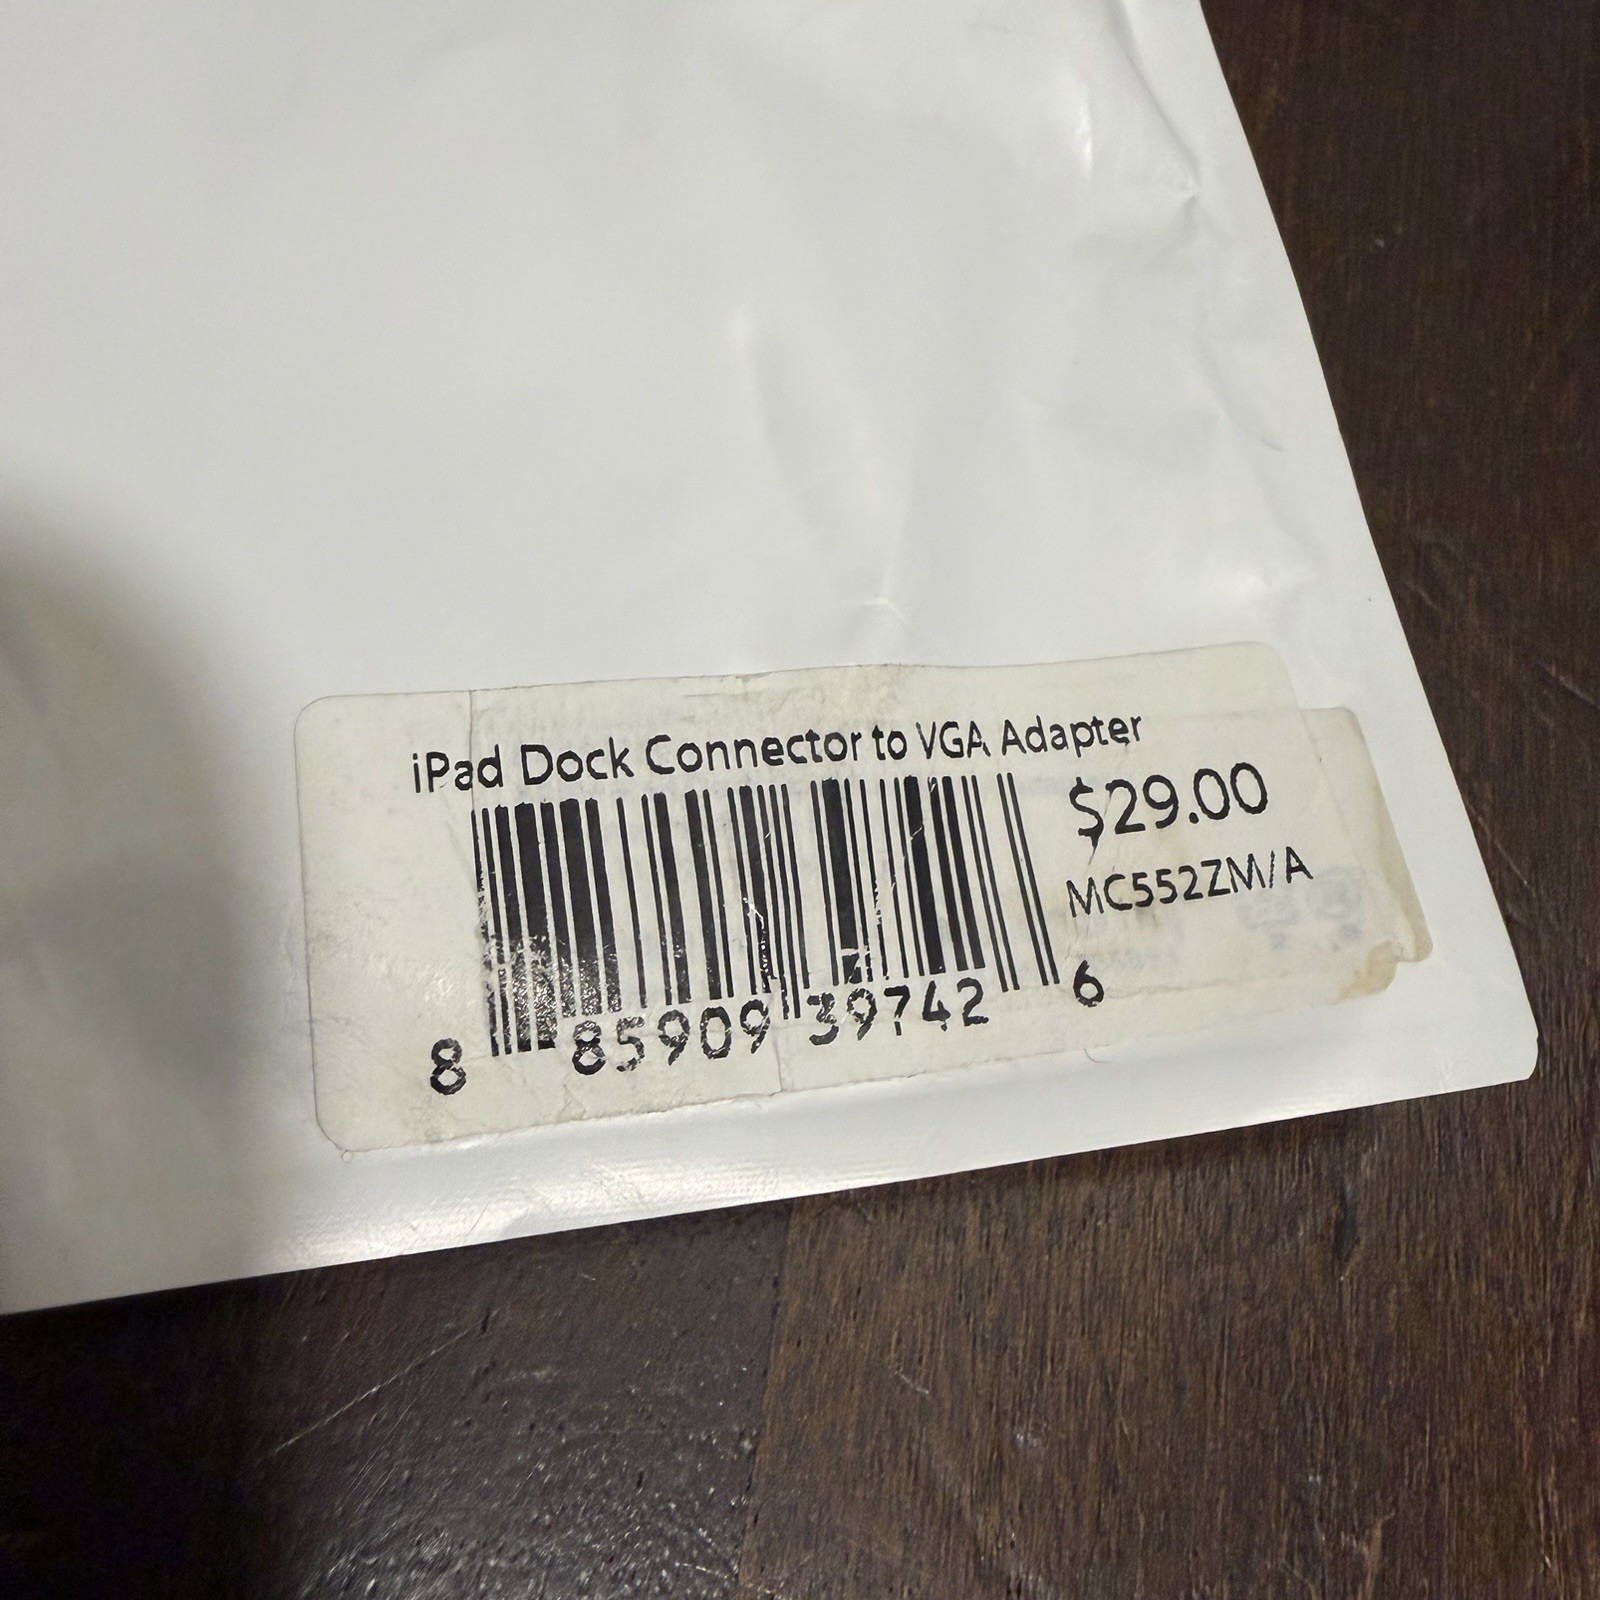 iPad Dock Connector to VGA Adapter
$29.00
MC552ZM/A
8 85909 39742 6